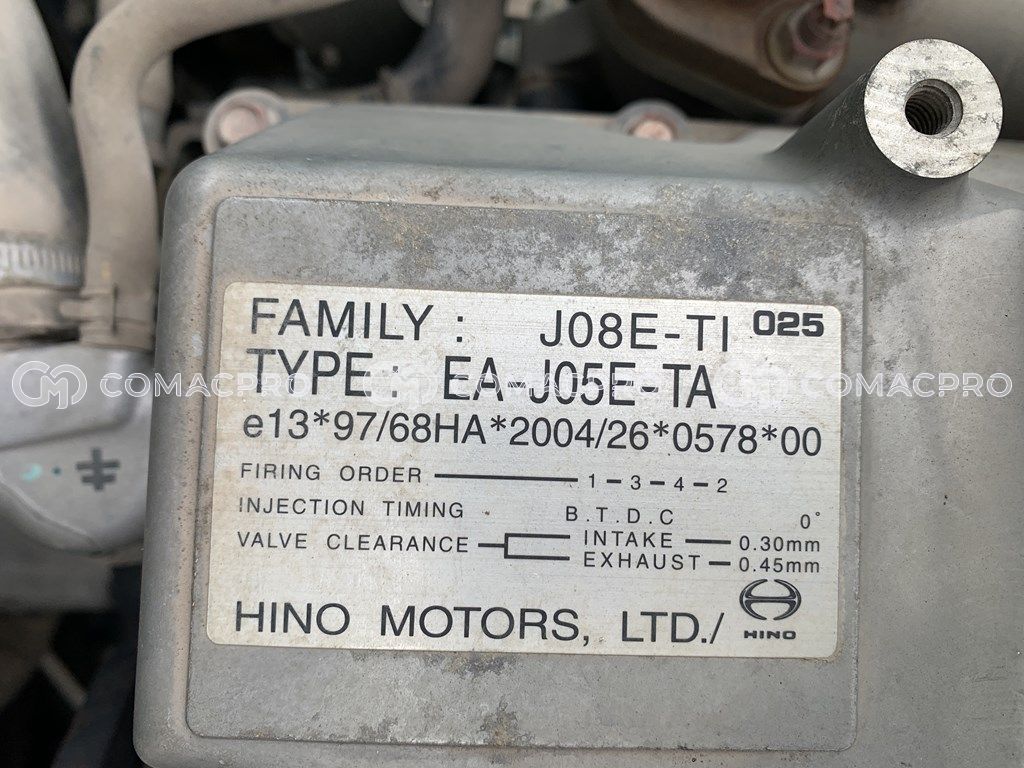 FAMILY : J08E-TI 025
TYPE : EA-J05E-TA
COMACPRO COMACPRO COMACPRO
e13*97/68HA*2004/26*0578*00
FIRING ORDER 1-3-4-2
INJECTION TIMING B.T.D.C 0°
VALVE CLEARANCE INTAKE 0.30mm
EXHAUST 0.45mm
HINO MOTORS, LTD./
HINO